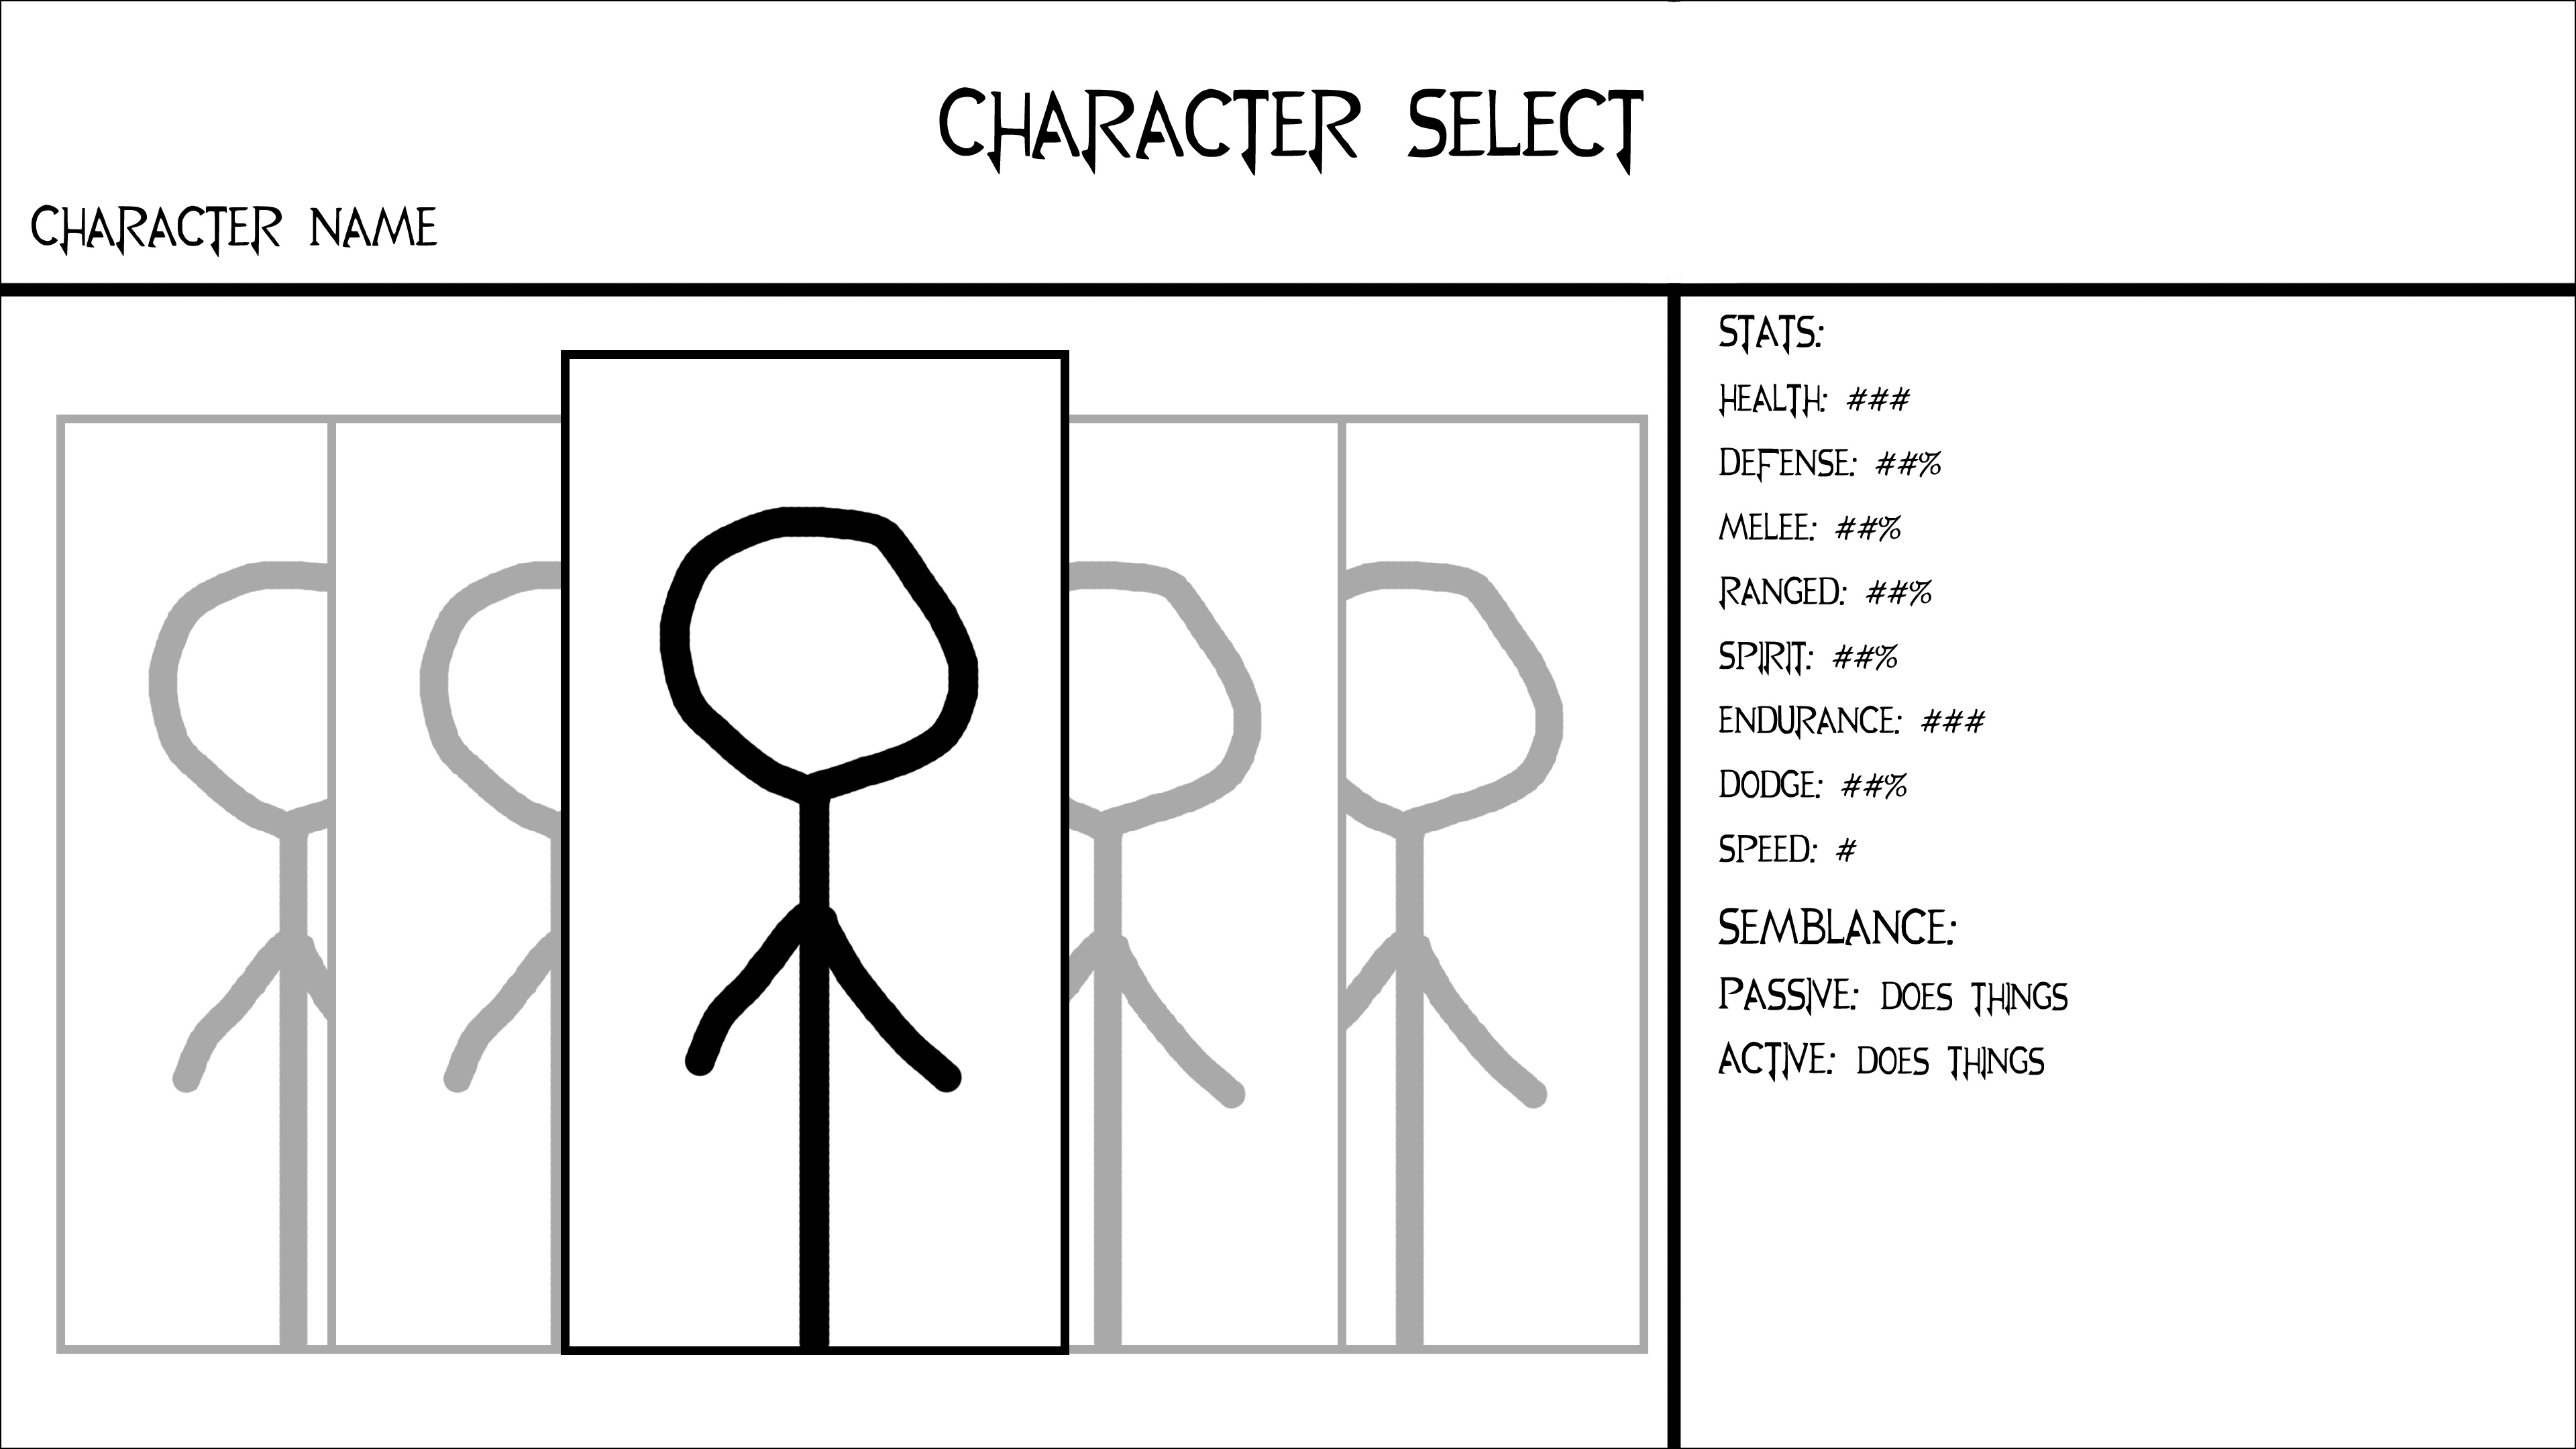 CHARACTER SELECT
CHARACTER NAME
STATS:
HEALTH: ###
DEFENSE: ##%
MELEE: ##%
RANGED: ##%
SPIRIT: ##%
ENDURANCE: ###
DODGE: ##%
SPEED: #
SEMBLANCE:
PASSIVE: DOES THINGS
ACTIVE: DOES THINGS